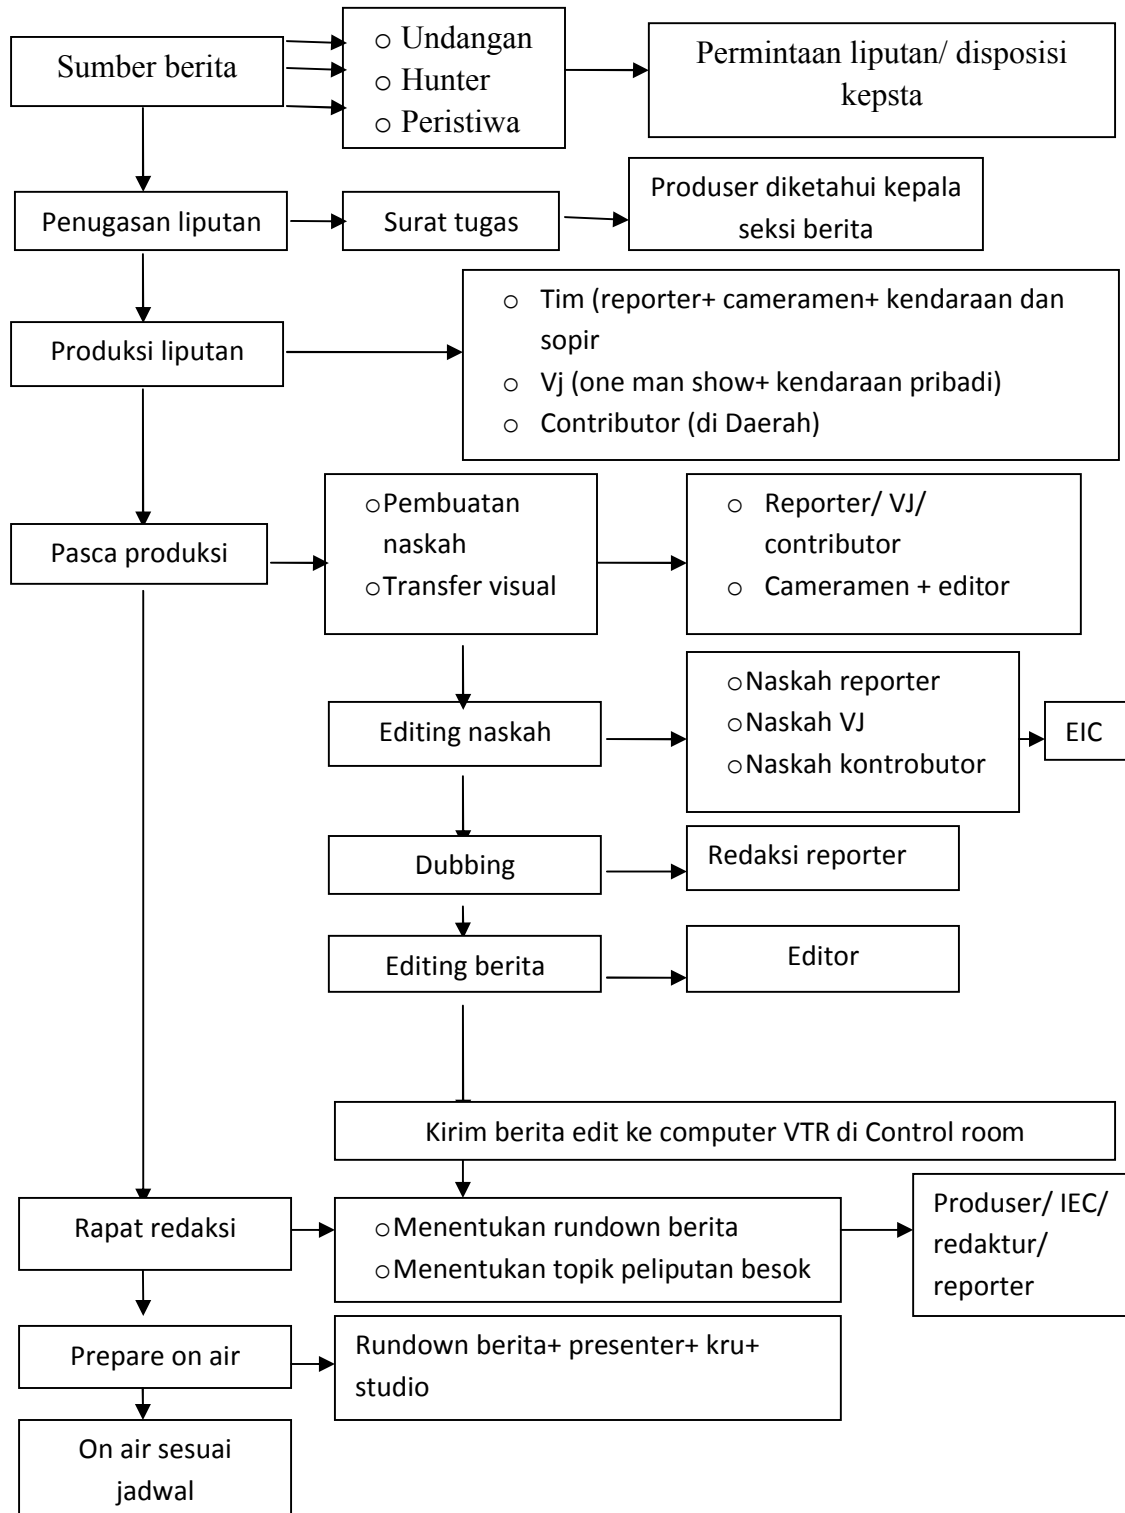 Sumber berita
o Undangan
o Hunter
o Peristiwa
Permintaan liputan/ disposisi
kepsta
Penugasan liputan
Surat tugas
Produser diketahui kepala
seksi berita
Produksi liputan
o Tim (reporter+ cameramen+ kendaraan dan
sopir
o Vj (one man show+ kendaraan pribadi)
o Contributor (di Daerah)
Pasca produksi
o Pembuatan
naskah
o Transfer visual
o Reporter/ VJ/
contributor
o Cameramen + editor
Editing naskah
o Naskah reporter
o Naskah VJ
o Naskah kontrobutor
EIC
Dubbing
Redaksi reporter
Editing berita
Editor
Kirim berita edit ke computer VTR di Control room
Rapat redaksi
o Menentukan rundown berita
o Menentukan topik peliputan besok
Produser/ IEC/
redaktur/
reporter
Prepare on air
Rundown berita+ presenter+ kru+
studio
On air sesuai
jadwal